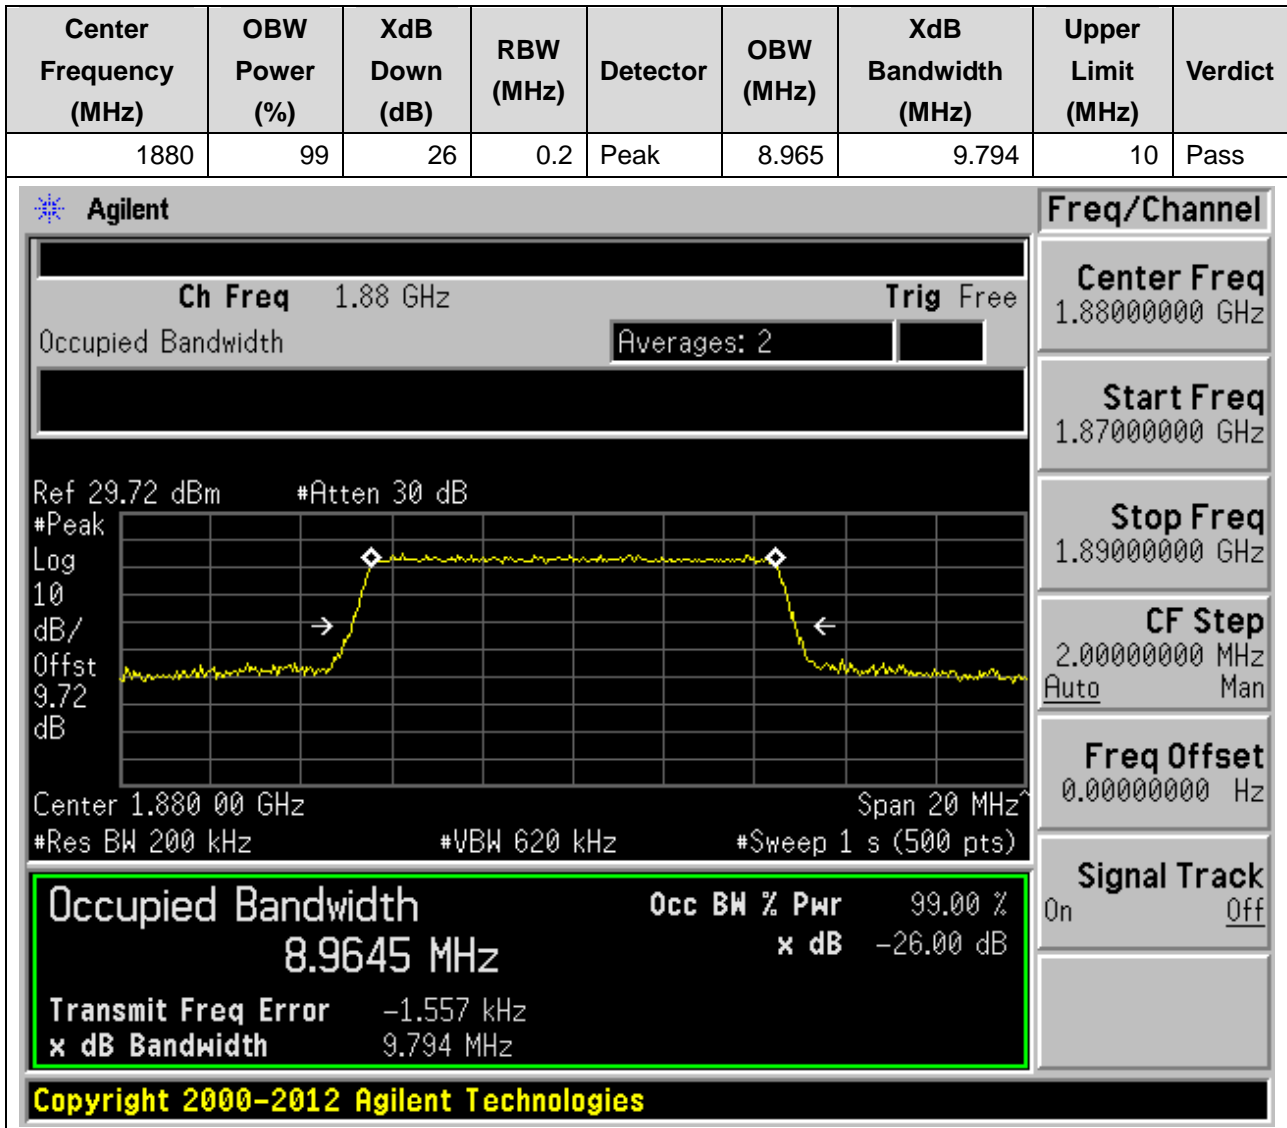 Center Frequency (MHz) OBW Power (%) XdB Down (dB) RBW (MHz) Detector OBW (MHz) XdB Bandwidth (MHz) Upper Limit (MHz) Verdict
1880 99 26 0.2 Peak 8.965 9.794 10 Pass
Agilent
Freq/Channel
Ch Freq 1.88 GHz Trig Free
Occupied Bandwidth Averages: 2
Center Freq
1.88000000 GHz
Start Freq
1.87000000 GHz
Stop Freq
1.89000000 GHz
CF Step
2.00000000 MHz
Auto Man
Freq Offset
0.00000000 Hz
Signal Track
On Off
Ref 29.72 dBm #Atten 30 dB
#Peak
Log
10
dB/
Offst
9.72
dB
Center 1.880 00 GHz Span 20 MHz^
#Res BW 200 kHz #VBW 620 kHz #Sweep 1 s (500 pts)
Occupied Bandwidth Occ BW % Pwr 99.00 %
8.9645 MHz x dB -26.00 dB
Transmit Freq Error -1.557 kHz
x dB Bandwidth 9.794 MHz
Copyright 2000-2012 Agilent Technologies